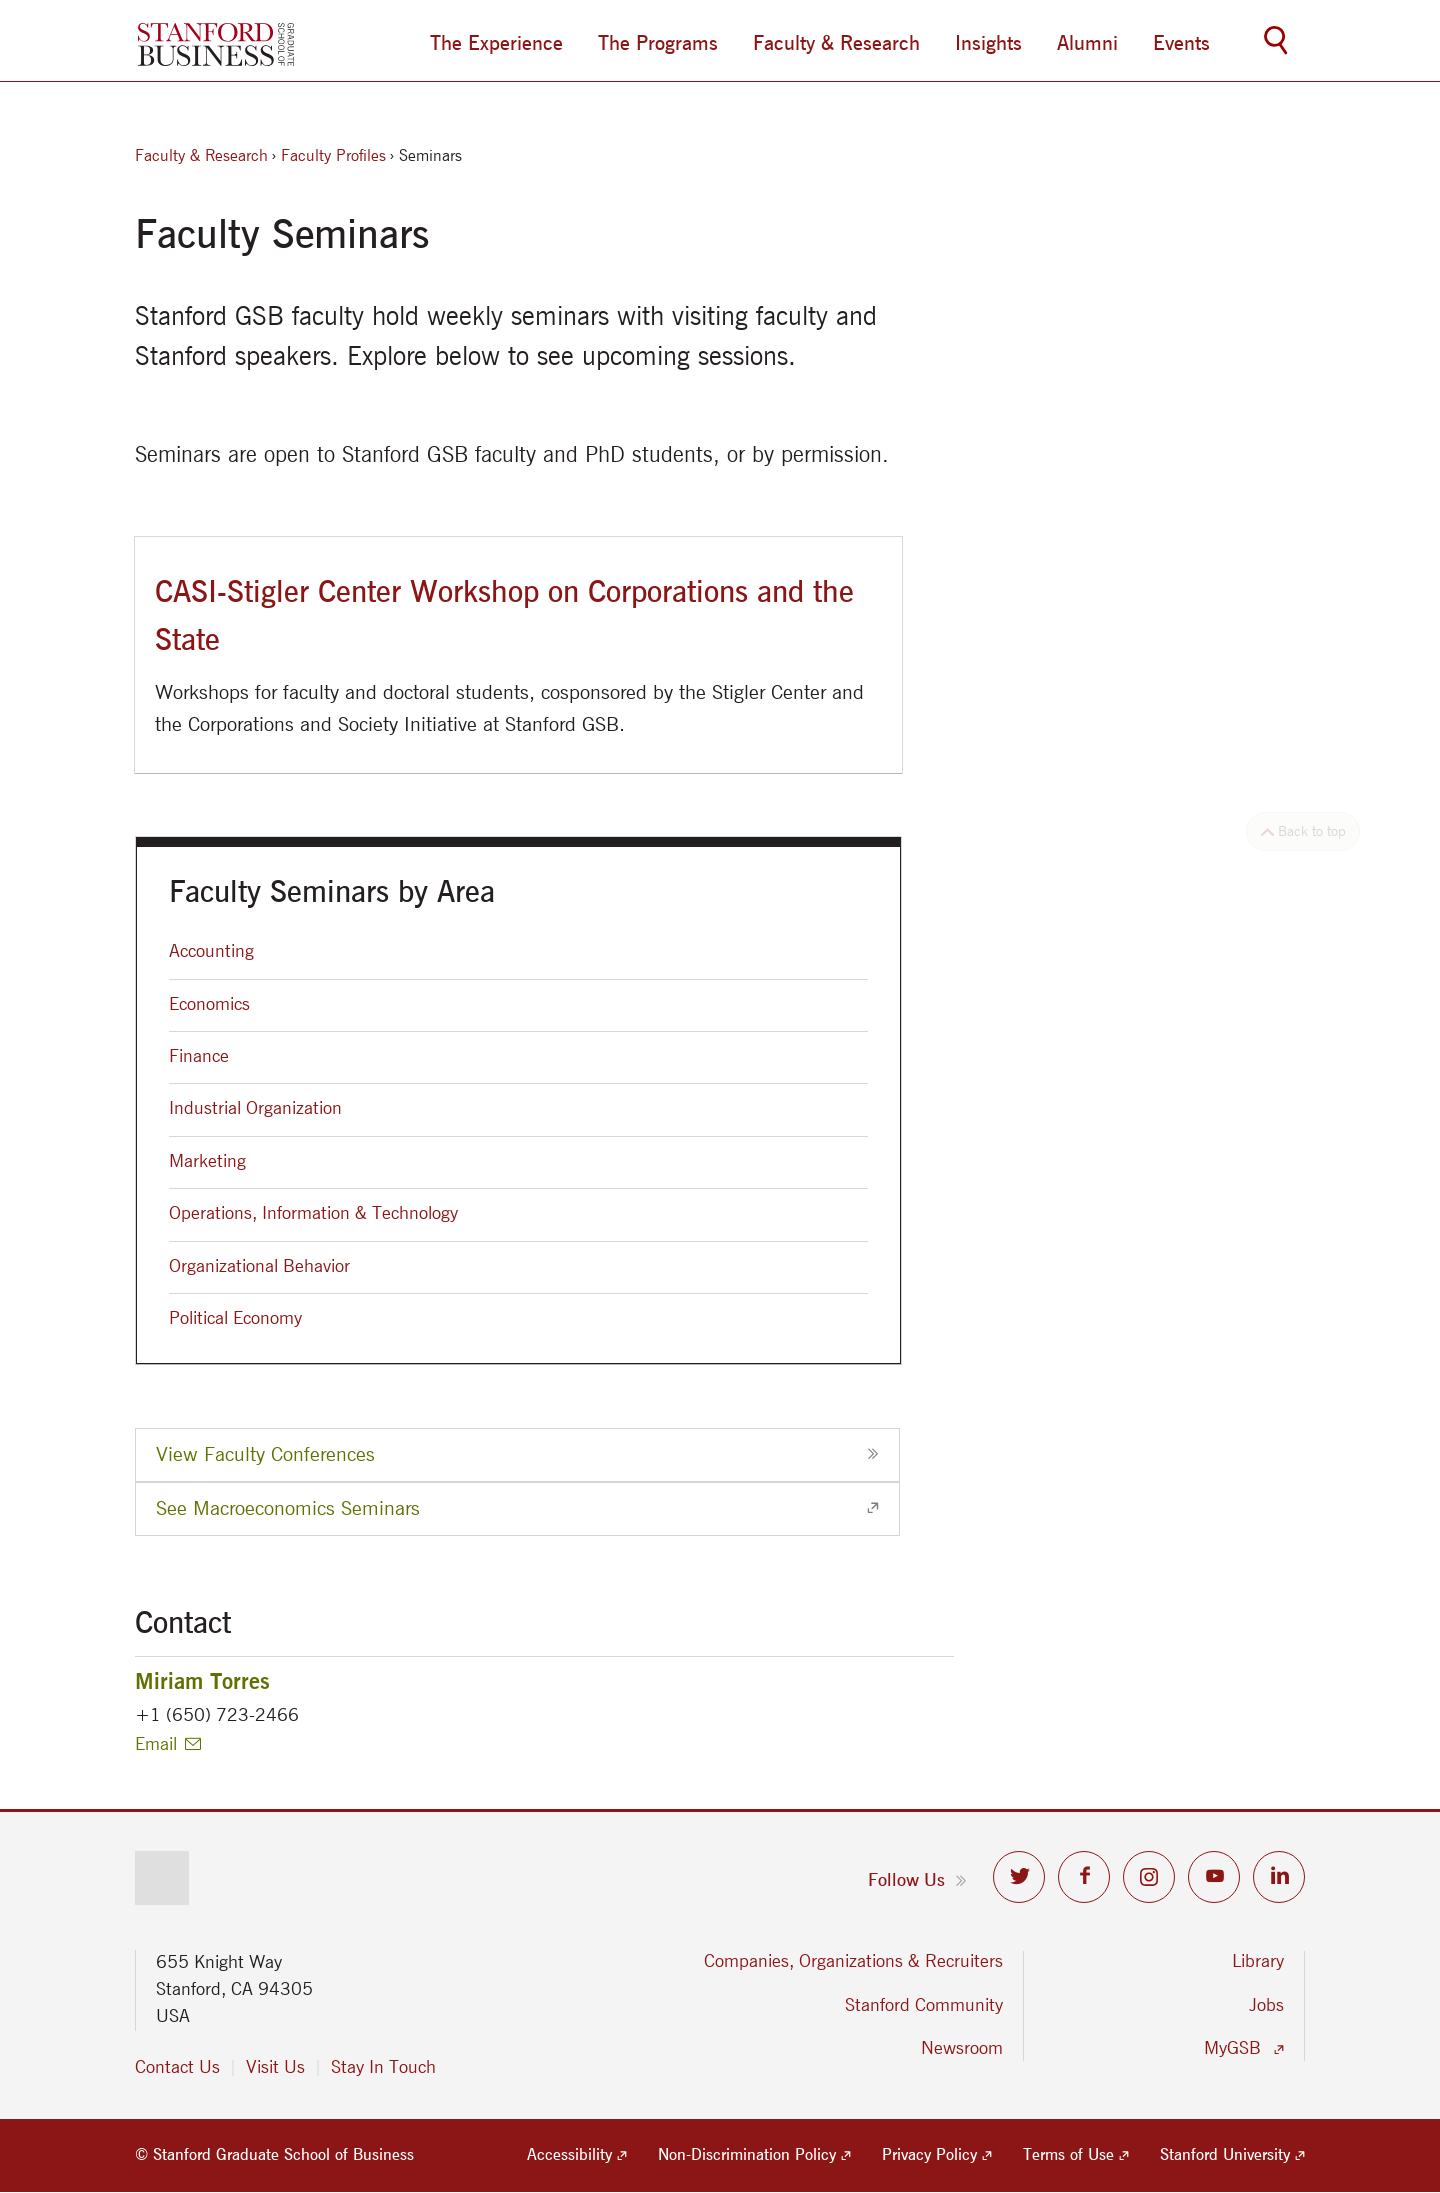 STANFORD
BUSINESS
GRADUATE
SCHOOL OF
The Experience The Programs Faculty & Research Insights Alumni Events
Faculty & Research › Faculty Profiles › Seminars
Faculty Seminars
Stanford GSB faculty hold weekly seminars with visiting faculty and
Stanford speakers. Explore below to see upcoming sessions.
Seminars are open to Stanford GSB faculty and PhD students, or by permission.
CASI-Stigler Center Workshop on Corporations and the
State
Workshops for faculty and doctoral students, cosponsored by the Stigler Center and
the Corporations and Society Initiative at Stanford GSB.
Back to top
Faculty Seminars by Area
Accounting
Economics
Finance
Industrial Organization
Marketing
Operations, Information & Technology
Organizational Behavior
Political Economy
View Faculty Conferences
See Macroeconomics Seminars
Contact
Miriam Torres
+1 (650) 723-2466
Email
Follow Us
655 Knight Way
Stanford, CA 94305
USA
Contact Us | Visit Us | Stay In Touch
Companies, Organizations & Recruiters
Stanford Community
Newsroom
Library
Jobs
MyGSB
© Stanford Graduate School of Business Accessibility Non-Discrimination Policy Privacy Policy Terms of Use Stanford University